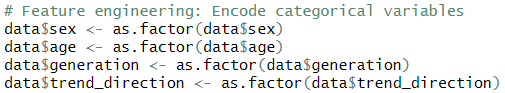 # Feature engineering: Encode categorical variables
data$sex <- as.factor(data$sex)
data$age <- as.factor(data$age)
data$generation <- as.factor(data$generation)
data$trend_direction <- as.factor(data$trend_direction)